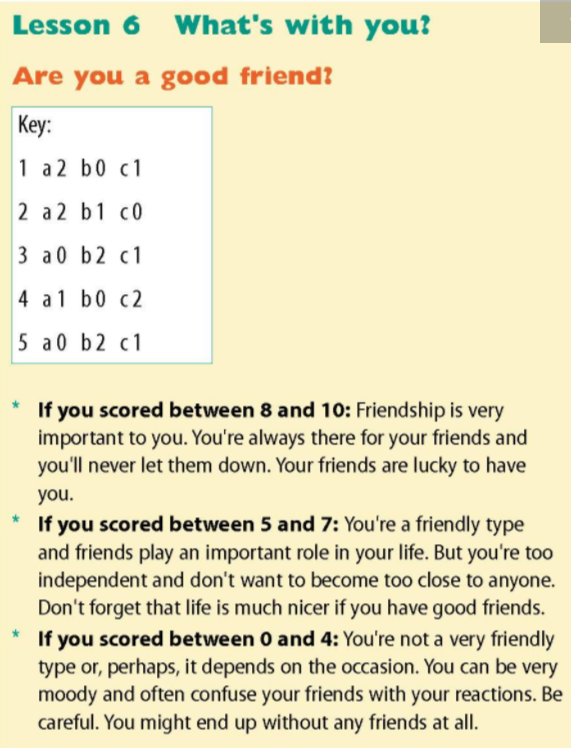 Lesson 6 What's with you?
Are you a good friend?
Key:
1 a2 b0 c1
2 a2 b1 c0
3 a0 b2 c1
4 a1 b0 c2
5 a0 b2 c1
* If you scored between 8 and 10: Friendship is very
important to you. You're always there for your friends and
you'll never let them down. Your friends are lucky to have
you.
* If you scored between 5 and 7: You're a friendly type
and friends play an important role in your life. But you're too
independent and don't want to become too close to anyone.
Don't forget that life is much nicer if you have good friends.
* If you scored between 0 and 4: You're not a very friendly
type or, perhaps, it depends on the occasion. You can be very
moody and often confuse your friends with your reactions. Be
careful. You might end up without any friends at all.